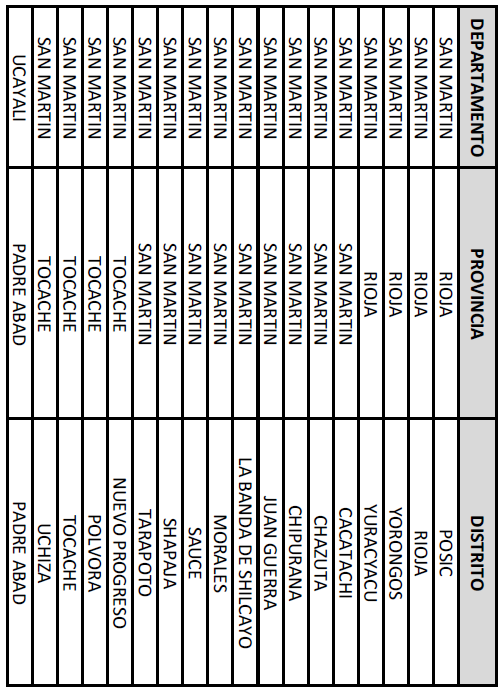 DEPARTAMENTO PROVINCIA DISTRITO
SAN MARTIN RIOJA POSIC
SAN MARTIN RIOJA RIOJA
SAN MARTIN RIOJA YORONGOS
SAN MARTIN RIOJA YURACYACU
SAN MARTIN SAN MARTIN CACATACHI
SAN MARTIN SAN MARTIN CHAZUTA
SAN MARTIN SAN MARTIN CHIPURANA
SAN MARTIN SAN MARTIN JUAN GUERRA
SAN MARTIN SAN MARTIN LA BANDA DE SHILCAYO
SAN MARTIN SAN MARTIN MORALES
SAN MARTIN SAN MARTIN SAUCE
SAN MARTIN SAN MARTIN SHAPAJA
SAN MARTIN SAN MARTIN TARAPOTO
SAN MARTIN TOCACHE NUEVO PROGRESO
SAN MARTIN TOCACHE POLVORA
SAN MARTIN TOCACHE TOCACHE
SAN MARTIN TOCACHE UCHIZA
UCAYALI PADRE ABAD PADRE ABAD